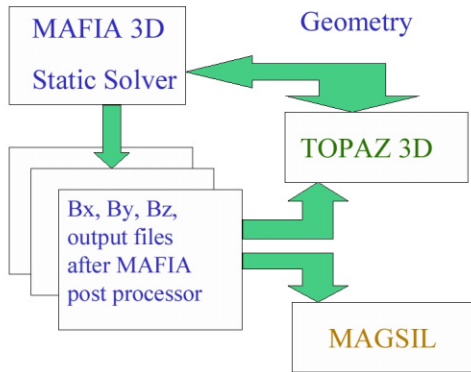 MAFIA 3D
Static Solver
Geometry
TOPAZ 3D
Bx, By, Bz,
output files
after MAFIA
post processor
MAGSIL